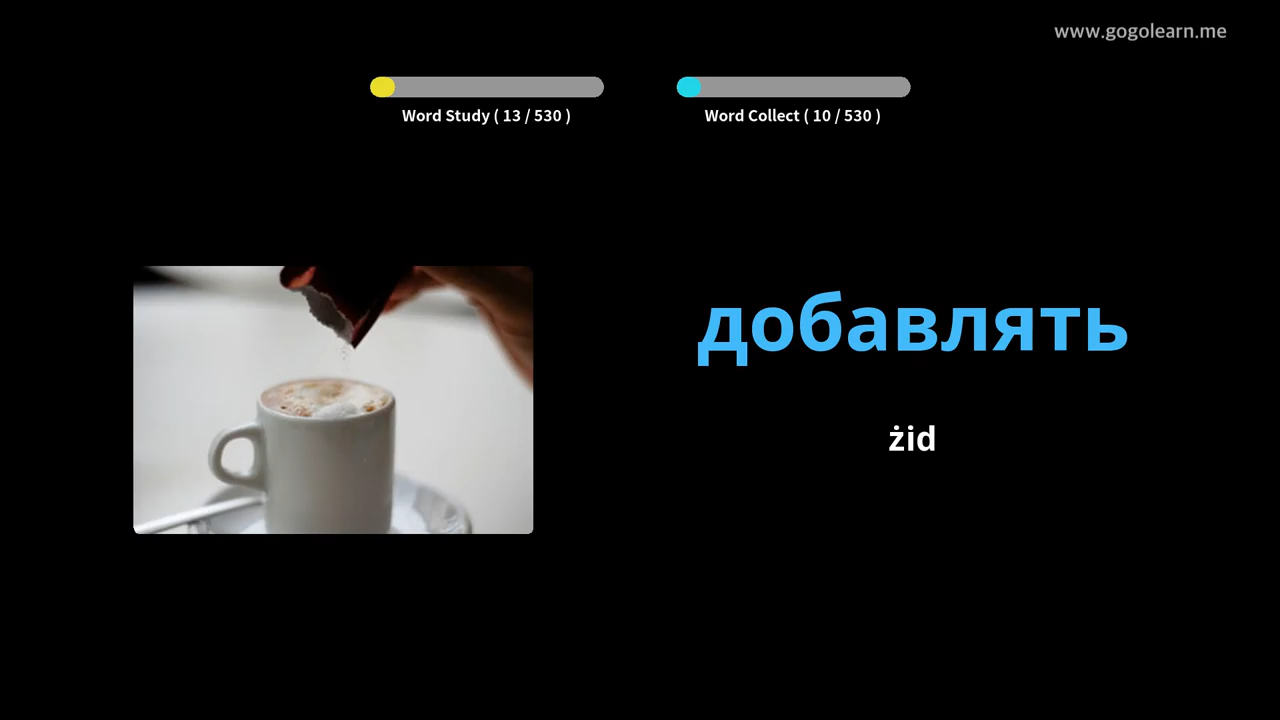 www.gogolearn.me
Word Study ( 13 / 530 )
Word Collect ( 10 / 530 )
добавлять
żid